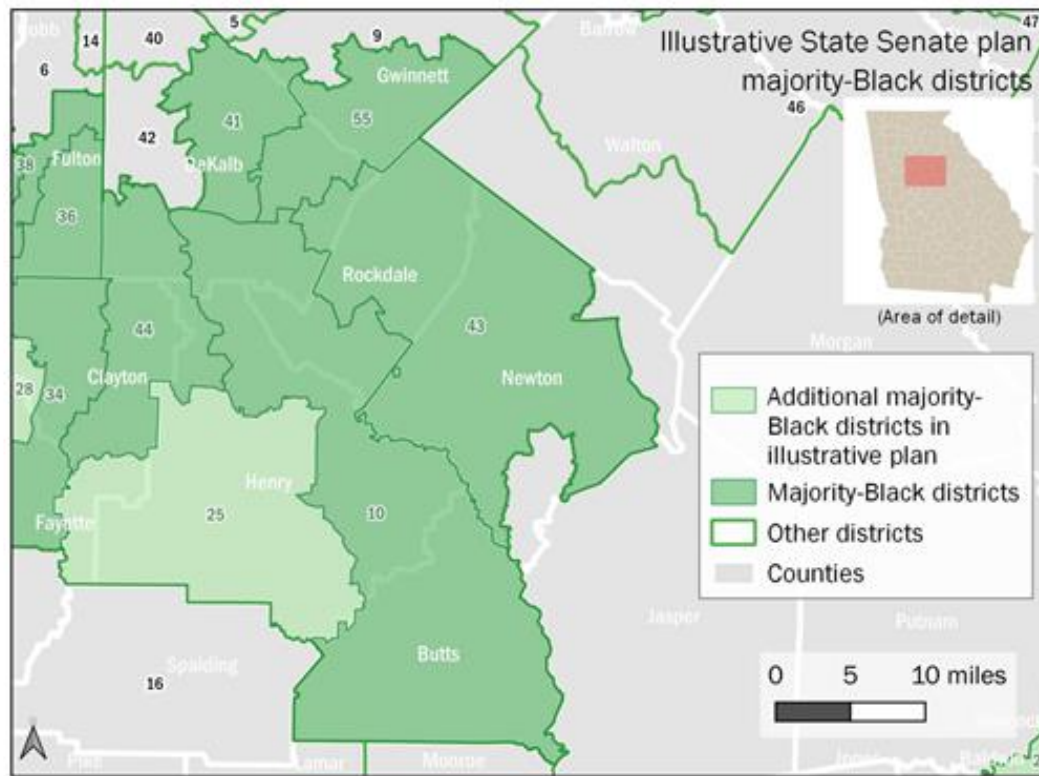 Illustrative State Senate plan
majority-Black districts
(Area of detail)
Additional majority-
Black districts in
illustrative plan
Majority-Black districts
Other districts
Counties
0 5 10 miles
5
47
14
40
9
Barrow
6
Gwinnett
46
42
41
55
Walton
38
Fulton
DeKalb
36
Rockdale
44
43
Morgan
28
34
Clayton
Newton
Henry
25
10
Fayette
Jasper
Putnam
Butts
Spalding
16
Pike
Lamar
Monroe